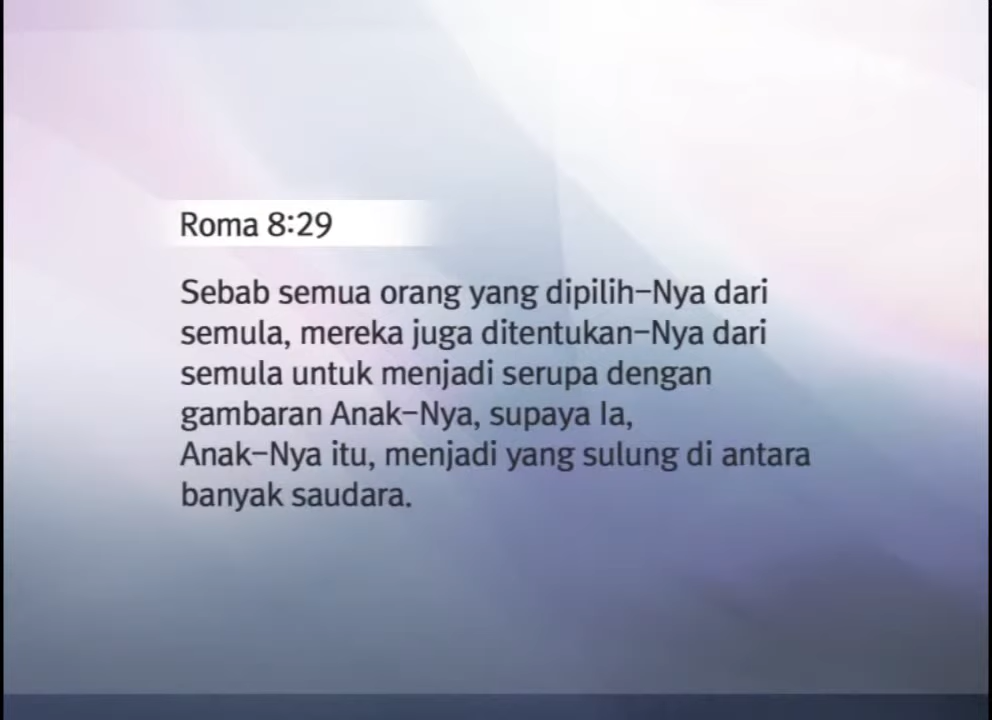 Roma 8:29
Sebab semua orang yang dipilih-Nya dari
semula, mereka juga ditentukan-Nya dari
semula untuk menjadi serupa dengan
gambaran Anak-Nya, supaya Ia,
Anak-Nya itu, menjadi yang sulung di antara
banyak saudara.